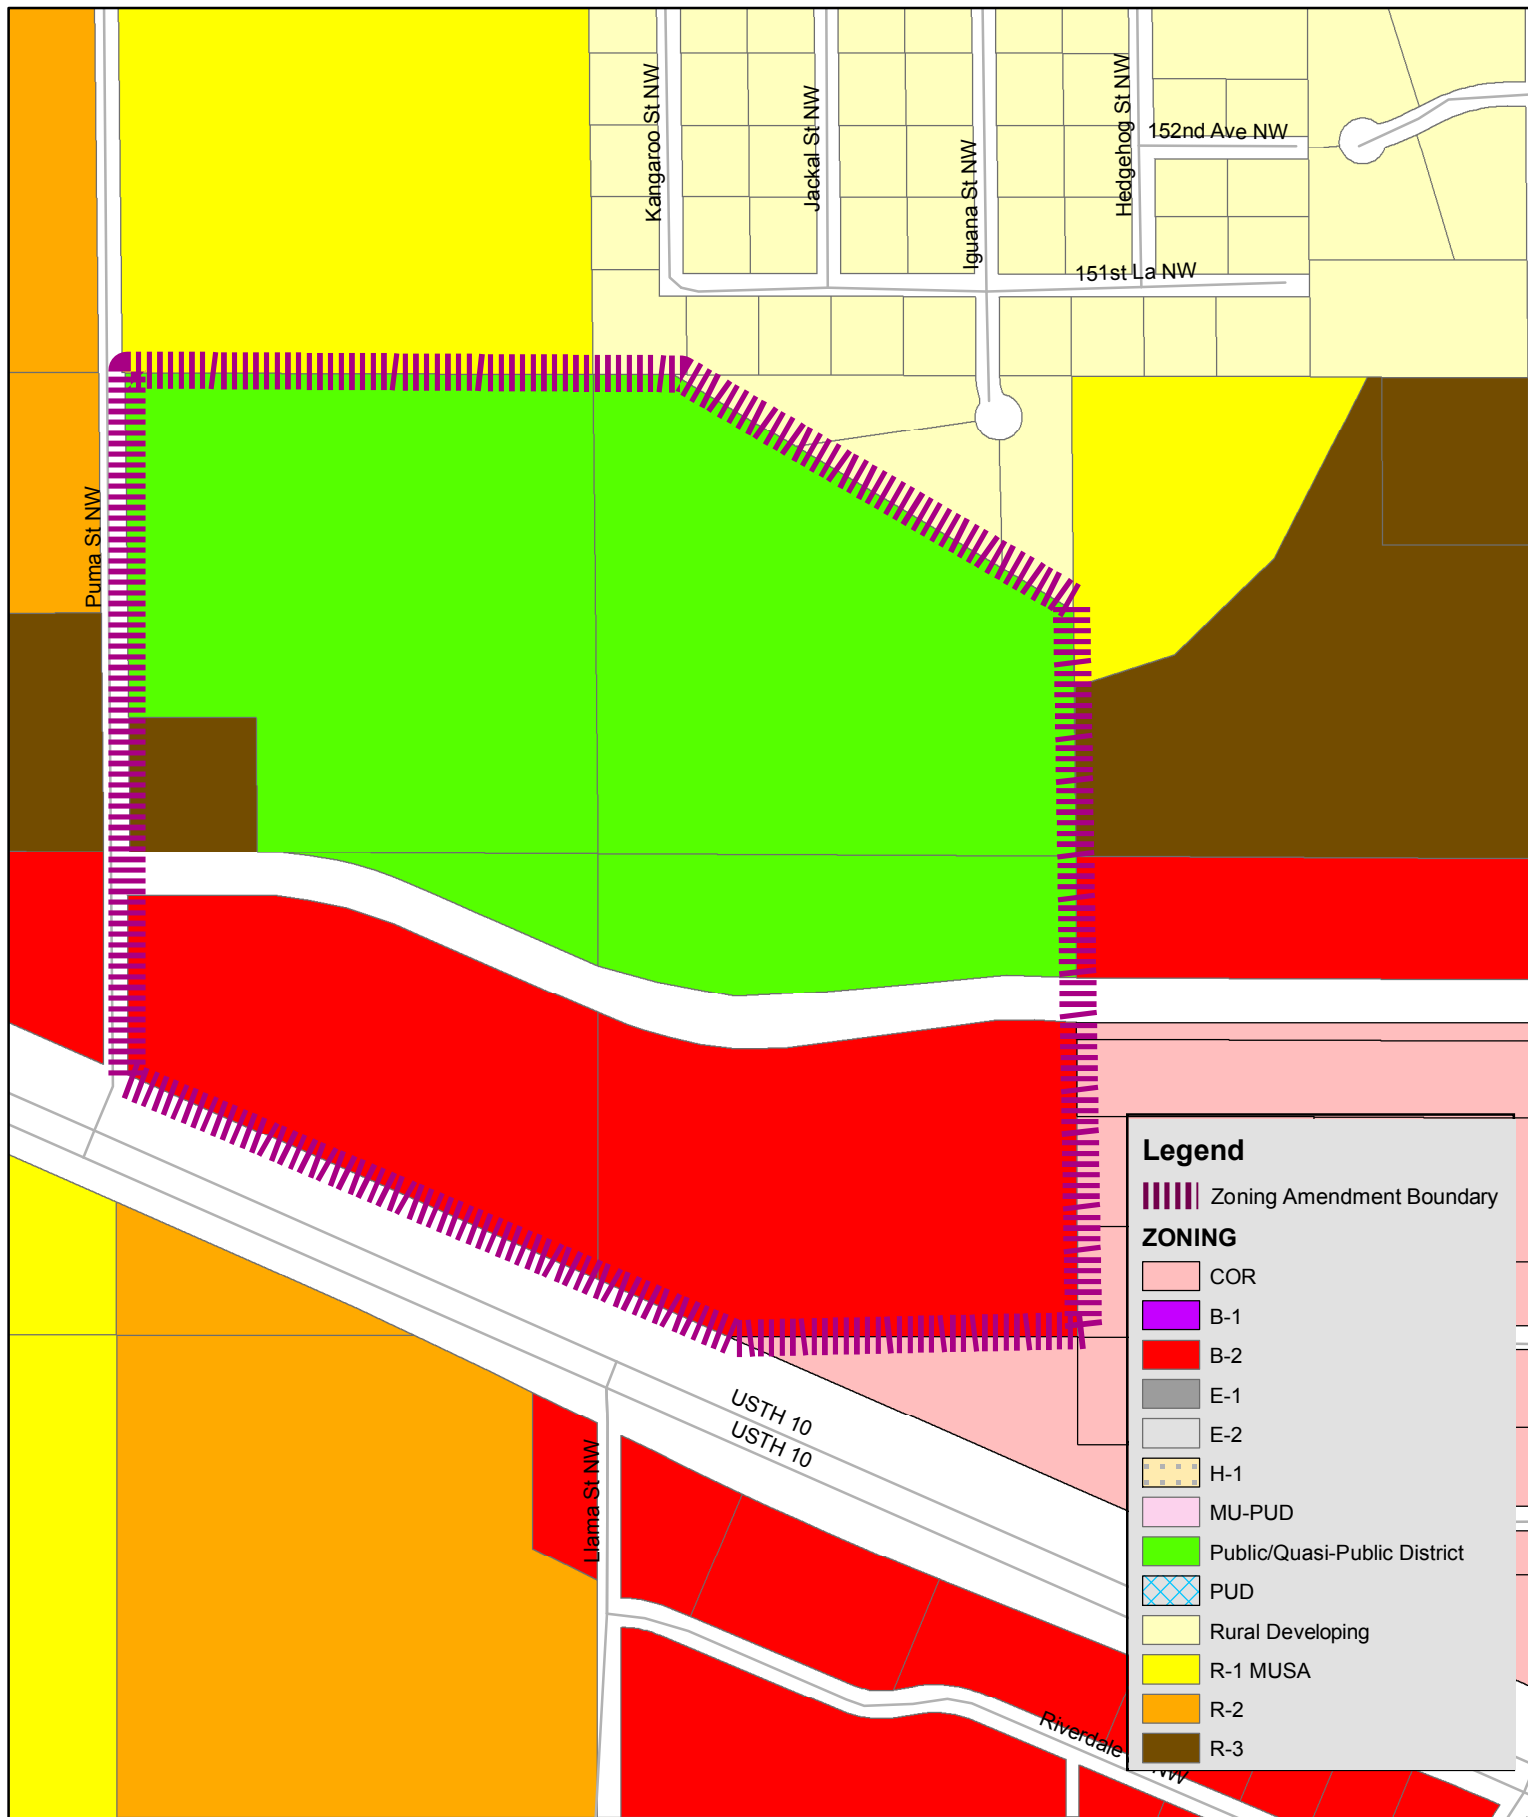 Kangaroo St NW
Jackal St NW
Iguana St NW
Hedgehog St NW
152nd Ave NW
151st La NW
Puma St NW
USTH 10
USTH 10
Llama St NW
Riverdale
NW
Legend
Zoning Amendment Boundary
ZONING
COR
B-1
B-2
E-1
E-2
H-1
MU-PUD
Public/Quasi-Public District
PUD
Rural Developing
R-1 MUSA
R-2
R-3